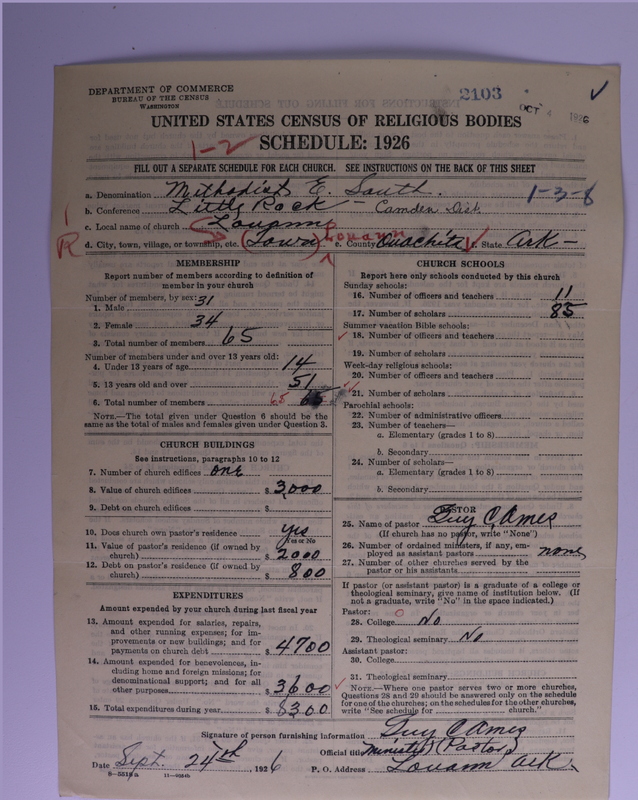 DEPARTMENT OF COMMERCE
BUREAU OF THE CENSUS
WASHINGTON
2103
OCT 4 1926
UNITED STATES CENSUS OF RELIGIOUS BODIES
SCHEDULE: 1926
1-2
FILL OUT A SEPARATE SCHEDULE FOR EACH CHURCH. SEE INSTRUCTIONS ON THE BACK OF THIS SHEET
a. Denomination Methodist E. South.
1-3-8
b. Conference Little Rock - Camden Dist.
c. Local name of church Louann
R
d. City, town, village, or township, etc. (Town) Louann e. County Ouachita f. State Ark-
MEMBERSHIP
Report number of members according to definition of member in your church
Number of members, by sex:
1. Male 31
2. Female 34
3. Total number of members 65
Number of members under and over 13 years old:
4. Under 13 years of age 14
5. 13 years old and over 51
6. Total number of members 65 65
NOTE.—The total given under Question 6 should be the same as the total of males and females given under Question 3.
CHURCH BUILDINGS
See instructions, paragraphs 10 to 12
7. Number of church edifices one
8. Value of church edifices $ 3,000
9. Debt on church edifices $
10. Does church own pastor's residence Yes
Yes or No
11. Value of pastor's residence (if owned by church) $ 2000
12. Debt on pastor's residence (if owned by church) $ 800
EXPENDITURES
Amount expended by your church during last fiscal year
13. Amount expended for salaries, repairs, and other running expenses; for improvements or new buildings; and for payments on church debt $ 4700
14. Amount expended for benevolences, including home and foreign missions; for denominational support; and for all other purposes $ 3600
15. Total expenditures during year $ 8300
CHURCH SCHOOLS
Report here only schools conducted by this church
Sunday schools:
16. Number of officers and teachers 11
17. Number of scholars 85
Summer vacation Bible schools:
18. Number of officers and teachers
19. Number of scholars
Week-day religious schools:
20. Number of officers and teachers
21. Number of scholars
Parochial schools:
22. Number of administrative officers
23. Number of teachers—
a. Elementary (grades 1 to 8)
b. Secondary
24. Number of scholars—
a. Elementary (grades 1 to 8)
b. Secondary
PASTOR
25. Name of pastor Guy C. Ames
(If church has no pastor, write "None")
26. Number of ordained ministers, if any, employed as assistant pastors none
27. Number of other churches served by the pastor or his assistants
If pastor (or assistant pastor) is a graduate of a college or theological seminary, give name of institution below. (If not a graduate, write "No" in the space indicated.)
Pastor:
28. College No
29. Theological seminary No
Assistant pastor:
30. College
31. Theological seminary
NOTE.—Where one pastor serves two or more churches, Questions 28 and 29 should be answered only on the schedule for one of the churches; on the schedules for the other churches, write "See schedule for church."
Signature of person furnishing information Guy C Ames
Official title Minister (Pastor)
Date Sept. 24th, 1926
P. O. Address Louann Ark.